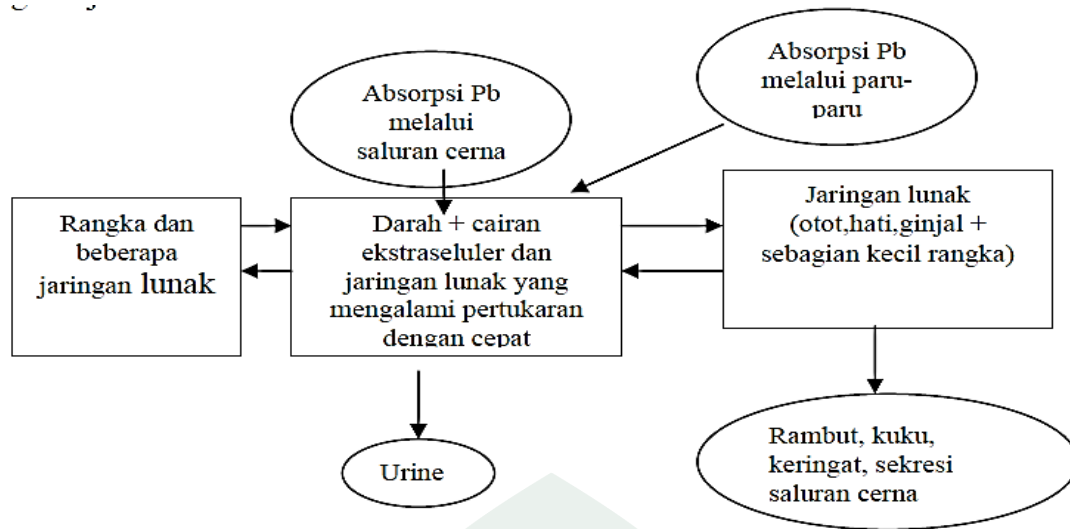 Absorpsi Pb
melalui
saluran cerna
Absorpsi Pb
melalui paru-
paru
Rangka dan
beberapa
jaringan lunak
Darah + cairan
ekstraseluler dan
jaringan lunak yang
mengalami pertukaran
dengan cepat
Jaringan lunak
(otot,hati,ginjal +
sebagian kecil rangka)
Urine
Rambut, kuku,
keringat, sekresi
saluran cerna